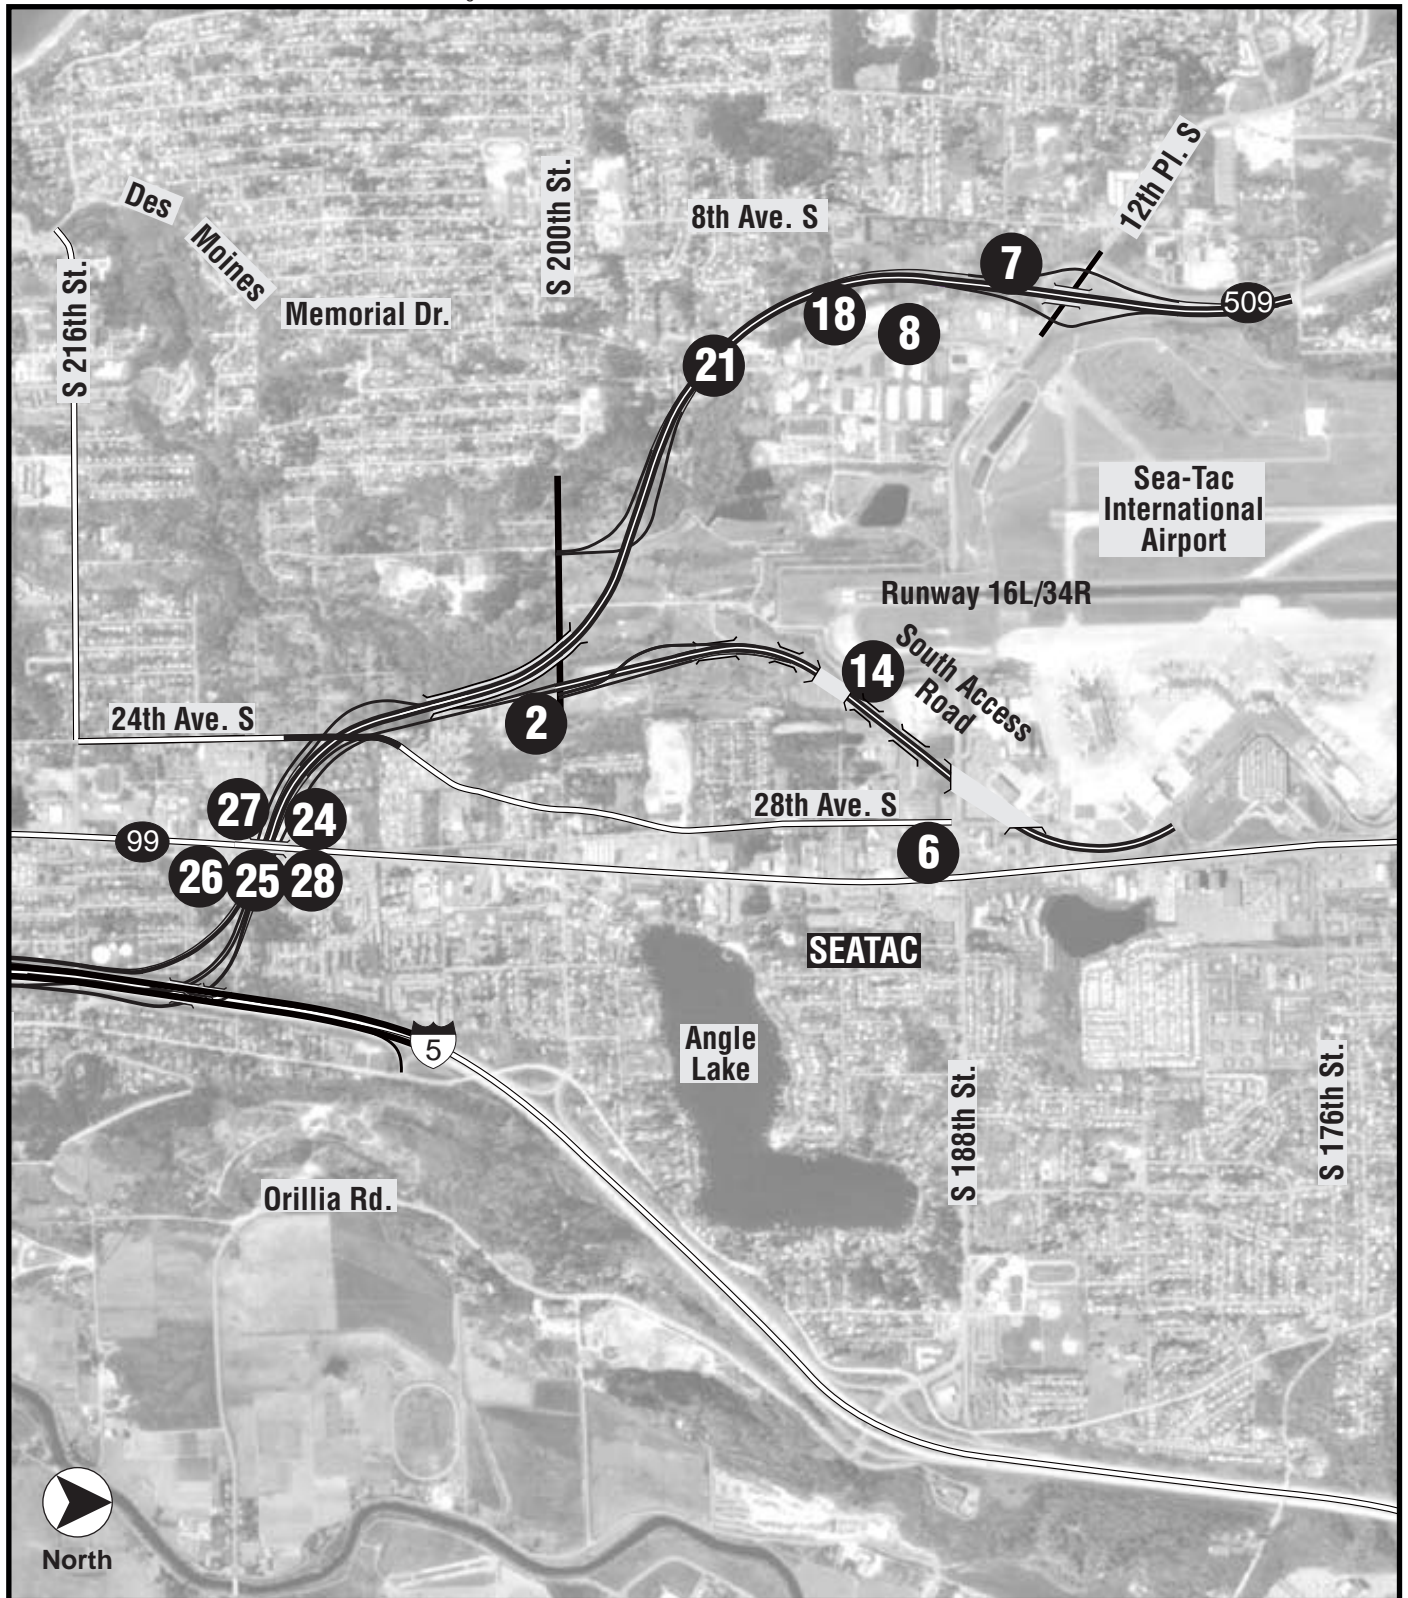 12th Pl. S
Des
Moines
Memorial Dr.
S 200th St.
8th Ave. S
S 216th St.
7
509
18
8
21
Sea-Tac
International
Airport
Runway 16L/34R
South Access
Road
14
24th Ave. S
2
27
24
28th Ave. S
99
6
26
25
28
SEATAC
Angle
Lake
5
S 188th St.
S 176th St.
Orillia Rd.
North